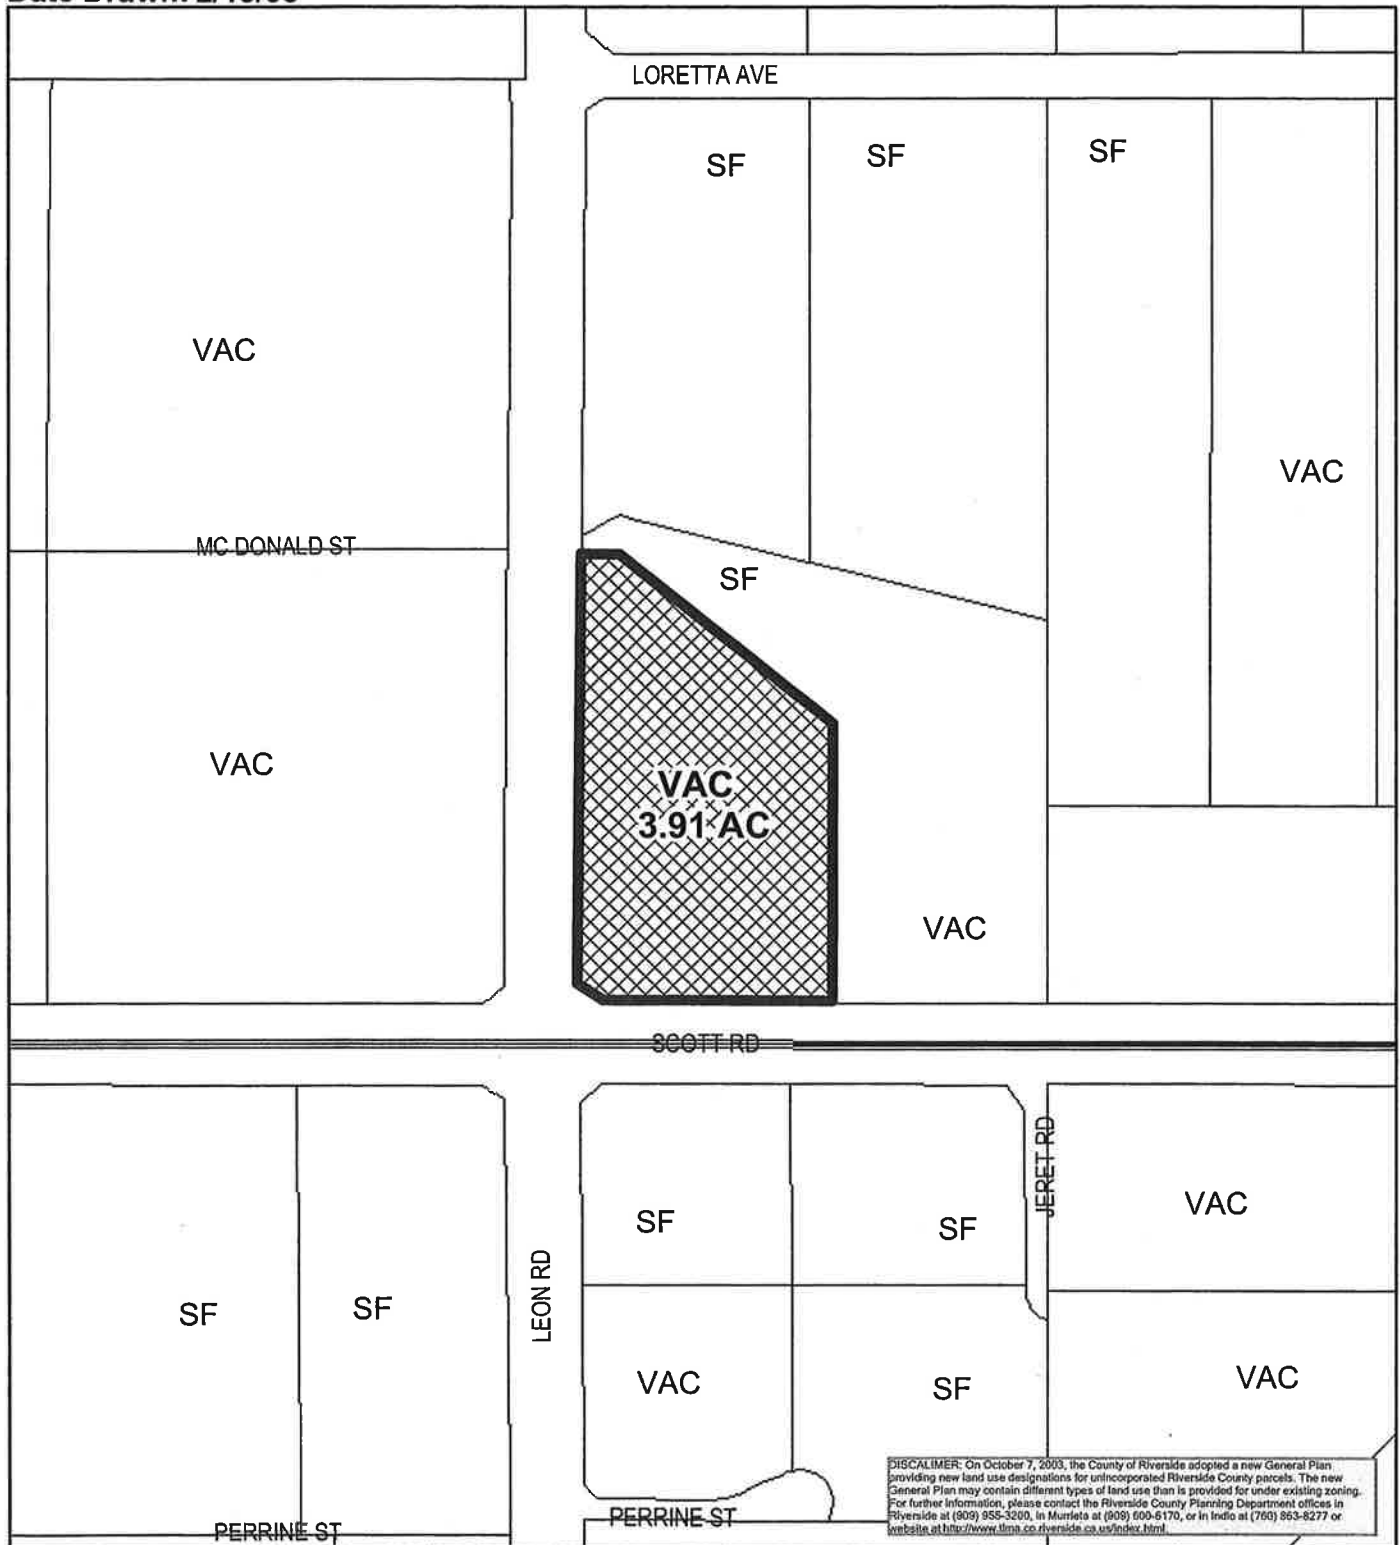 LORETTA AVE
SF
SF
SF
VAC
VAC
MC DONALD ST
SF
VAC
VAC
3.91 AC
VAC
SCOTT RD
JERET RD
VAC
SF
SF
LEON RD
SF
SF
VAC
SF
VAC
DISCALIMER: On October 7, 2003, the County of Riverside adopted a new General Plan
providing new land use designations for unincorporated Riverside County parcels. The new
General Plan may contain different types of land use than is provided for under existing zoning.
For further information, please contact the Riverside County Planning Department offices in
Riverside at (909) 955-3200, in Murrieta at (909) 600-6170, or in Indio at (760) 863-8277 or
website at http://www.tlma.co.riverside.ca.us/index.html.
PERRINE ST
PERRINE ST